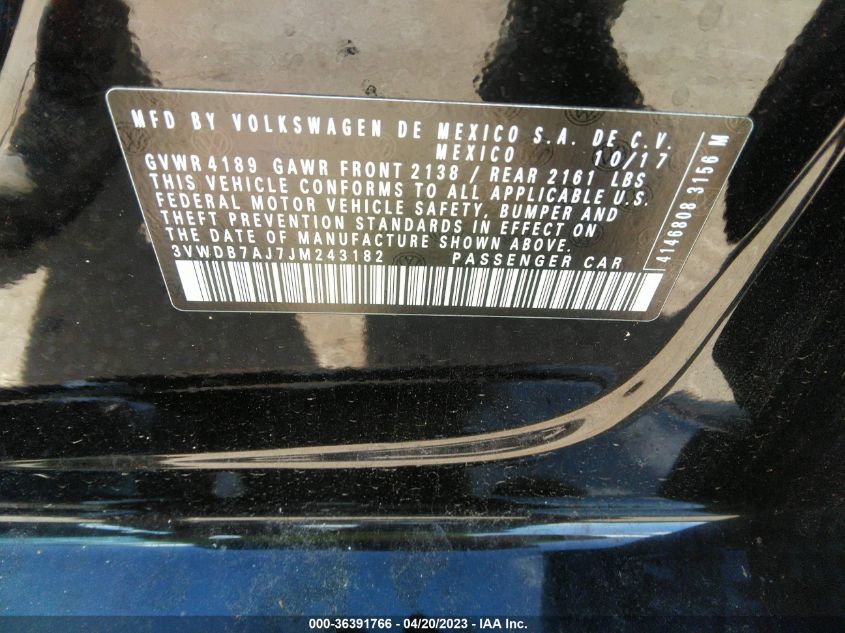 MFD BY VOLKSWAGEN DE MEXICO S.A. DE C.V.
MEXICO 10/17
GVWR 4189 GAWR FRONT 2138 / REAR 2161 LBS
THIS VEHICLE CONFORMS TO ALL APPLICABLE U.S.
FEDERAL MOTOR VEHICLE SAFETY, BUMPER AND
THEFT PREVENTION STANDARDS IN EFFECT ON
THE DATE OF MANUFACTURE SHOWN ABOVE.
3VWDB7AJ7JM243182 PASSENGER CAR
4146808 3156 M
000-36391766 - 04/20/2023 - IAA Inc.